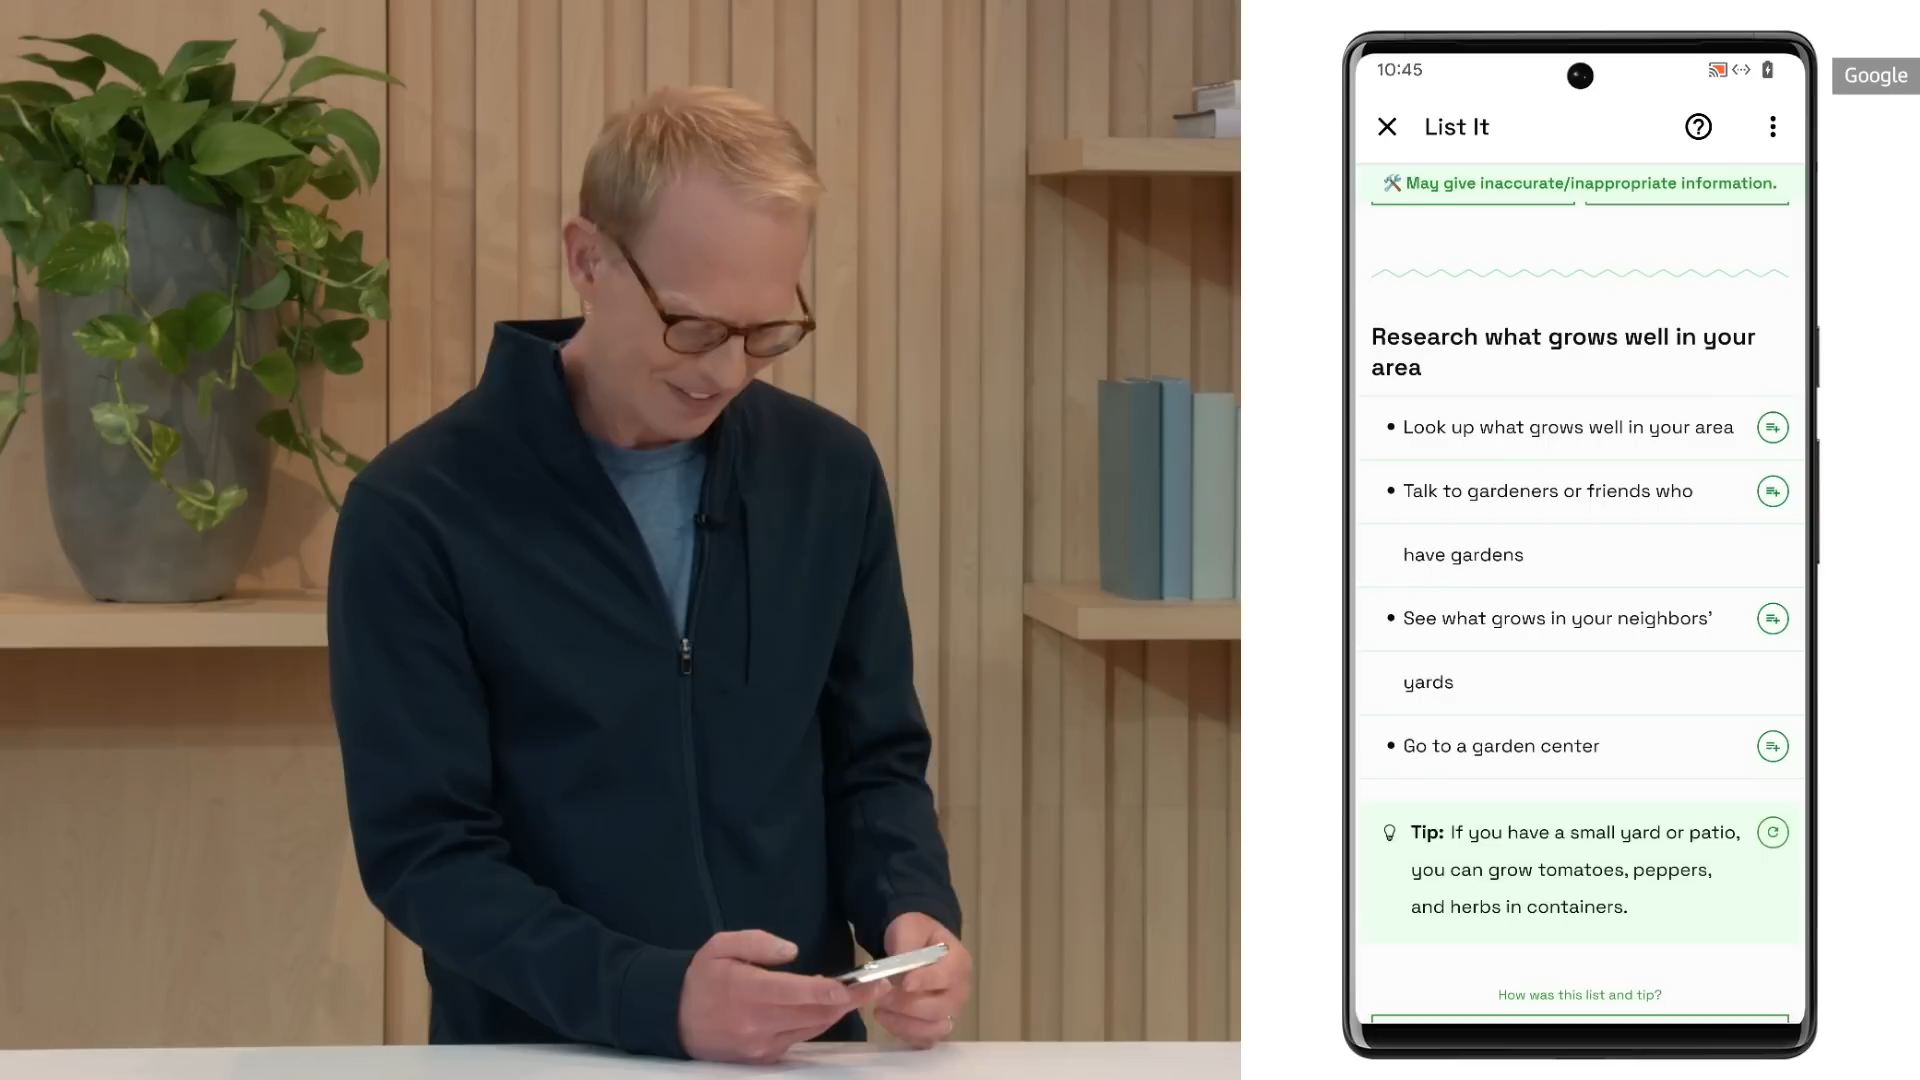 10:45
Google
List It
🛠 May give inaccurate/inappropriate information.
Research what grows well in your
area
• Look up what grows well in your area
• Talk to gardeners or friends who
have gardens
• See what grows in your neighbors’
yards
• Go to a garden center
Tip: If you have a small yard or patio,
you can grow tomatoes, peppers,
and herbs in containers.
How was this list and tip?